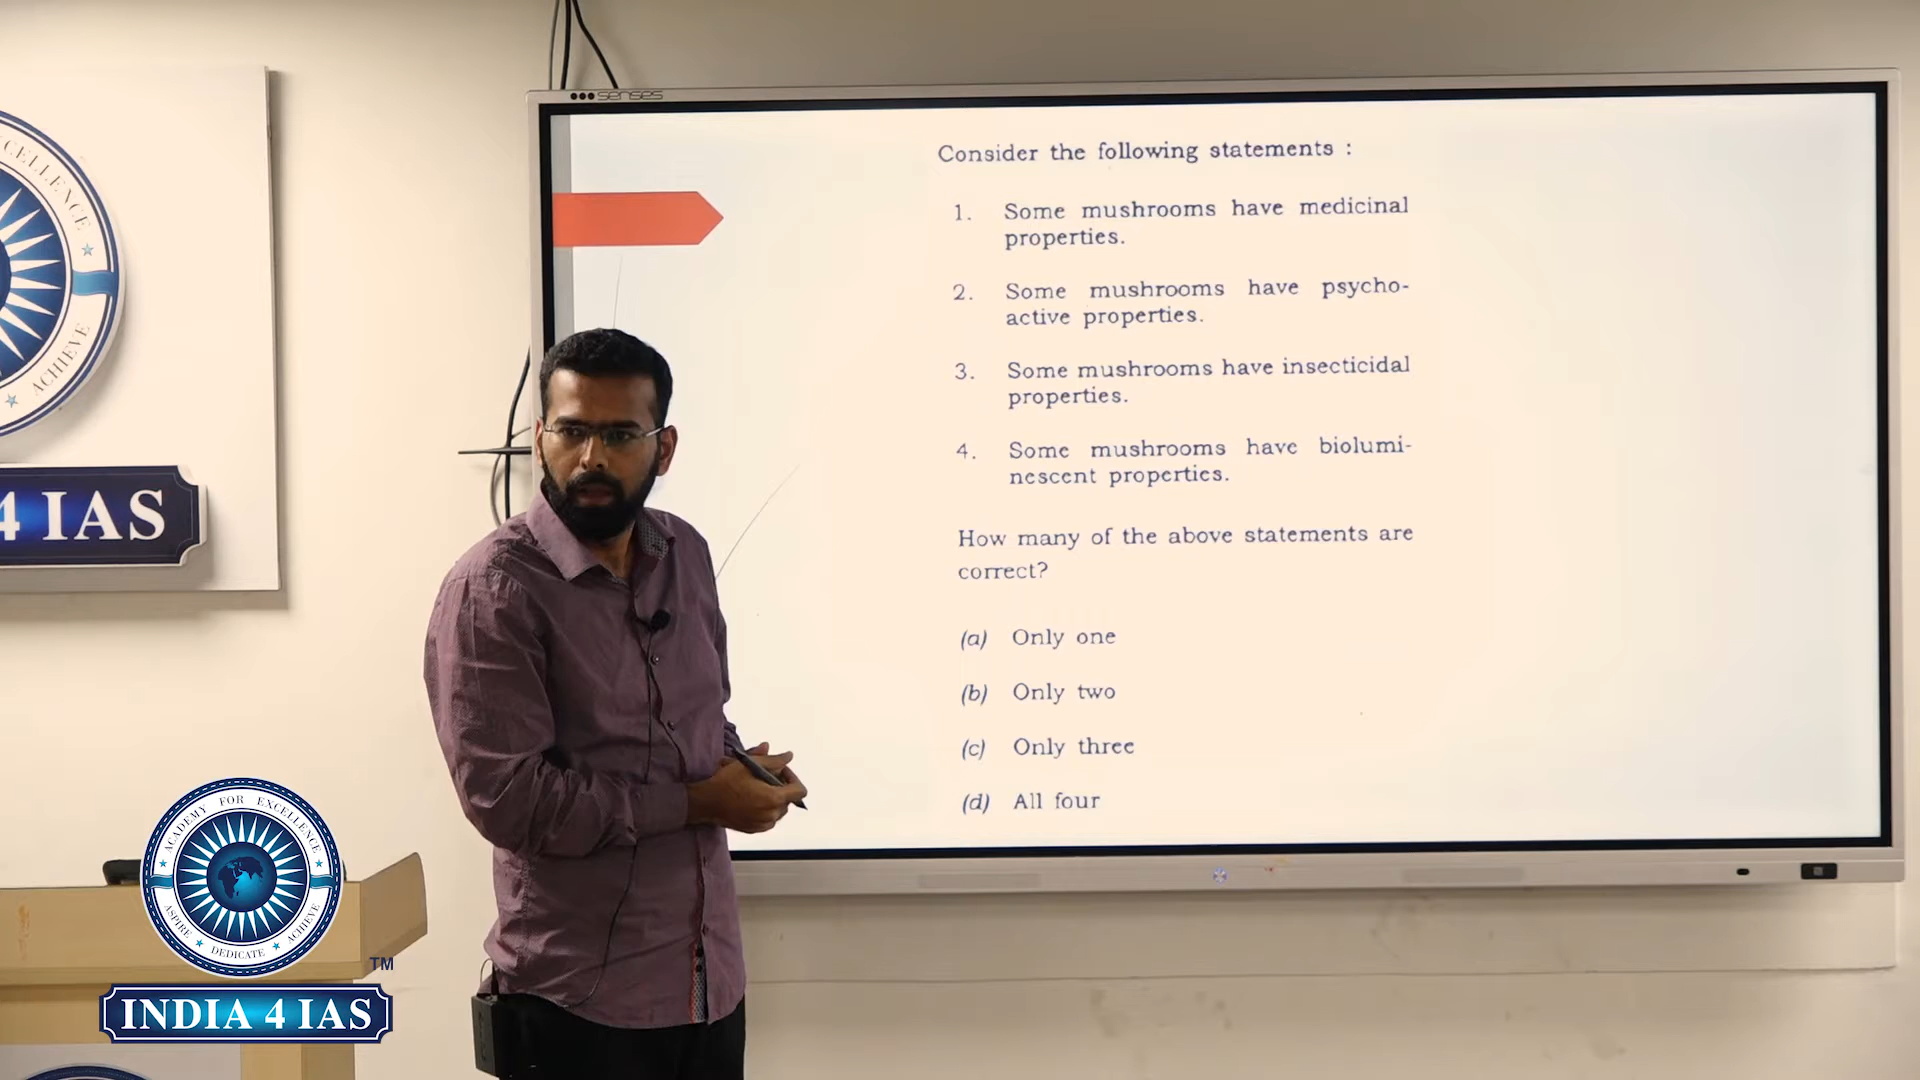 senses
Consider the following statements :
1. Some mushrooms have medicinal
properties.
2. Some mushrooms have psycho-
active properties.
3. Some mushrooms have insecticidal
properties.
4. Some mushrooms have biolumi-
nescent properties.
How many of the above statements are
correct?
(a) Only one
(b) Only two
(c) Only three
(d) All four
EXCELLENCE
ACHIEVE
4 IAS
ACADEMY FOR EXCELLENCE
ASPIRE DEDICATE ACHIEVE
TM
INDIA 4 IAS